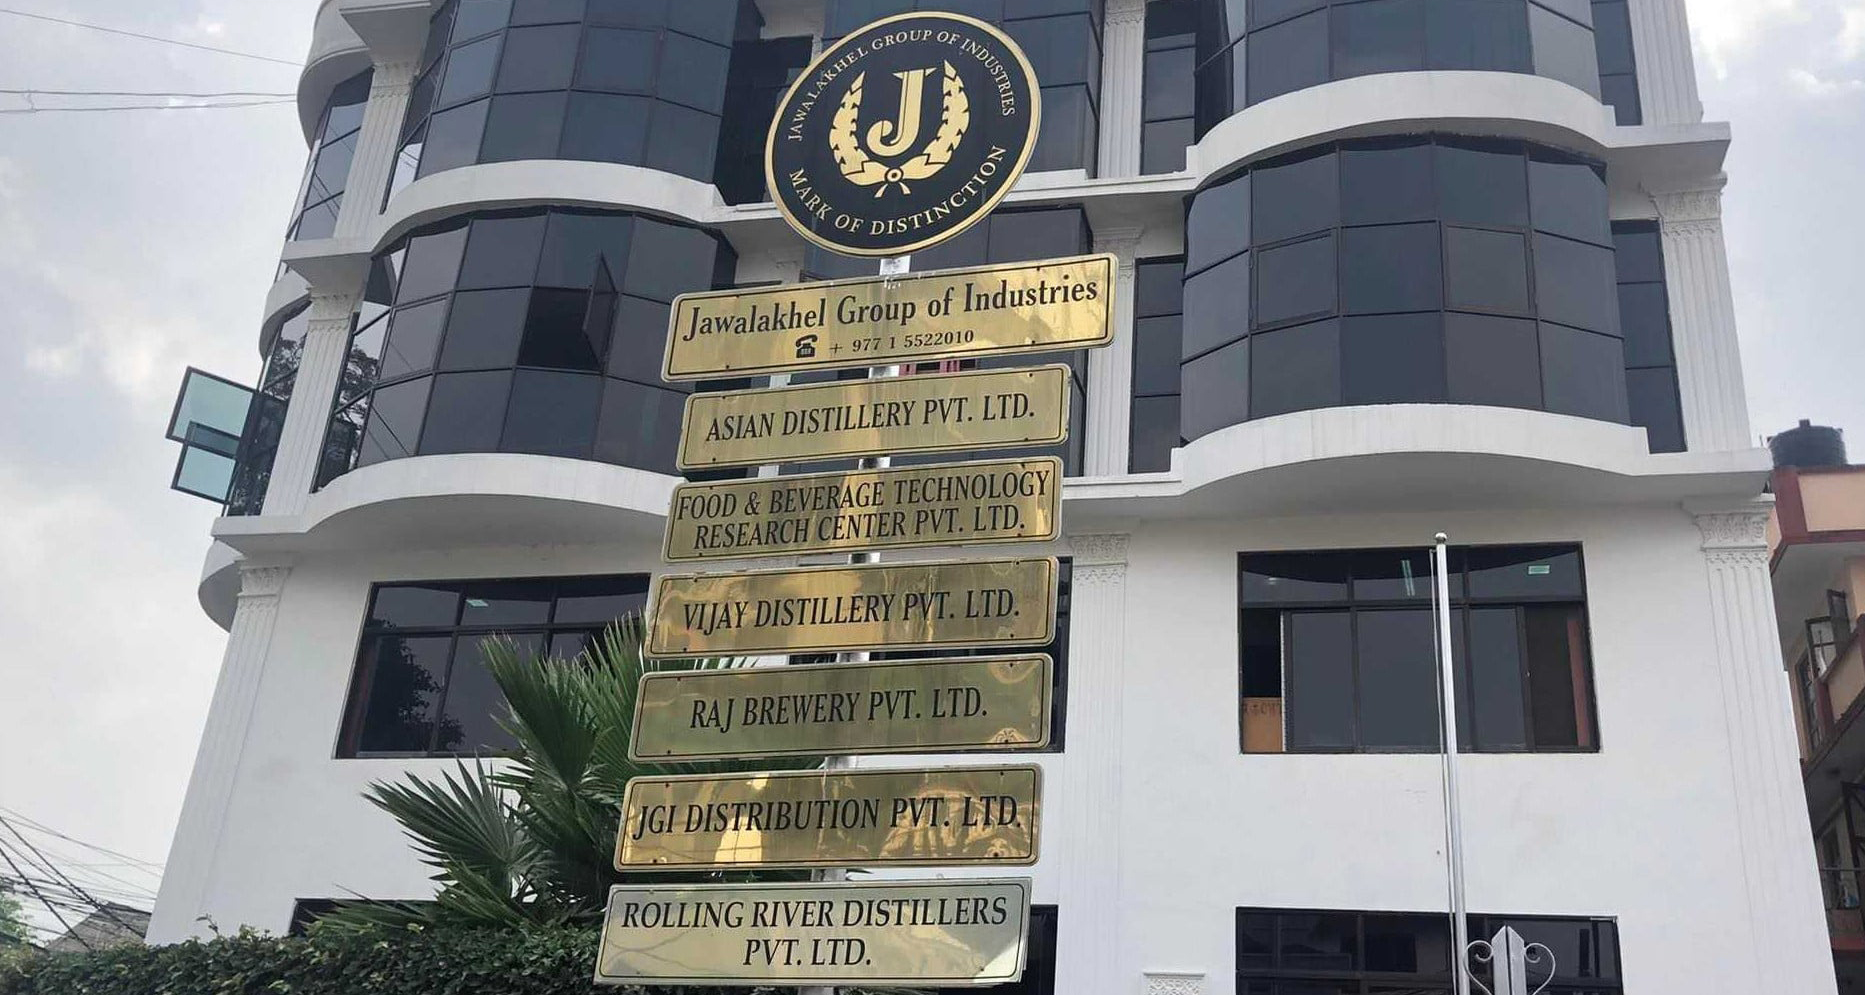 JAWALAKHEL GROUP OF INDUSTRIES
J
MARK OF DISTINCTION
Jawalakhel Group of Industries
☎ + 977 1 5522010
ASIAN DISTILLERY PVT. LTD.
FOOD & BEVERAGE TECHNOLOGY
RESEARCH CENTER PVT. LTD.
VIJAY DISTILLERY PVT. LTD.
RAJ BREWERY PVT. LTD.
JGI DISTRIBUTION PVT. LTD.
ROLLING RIVER DISTILLERS
PVT. LTD.